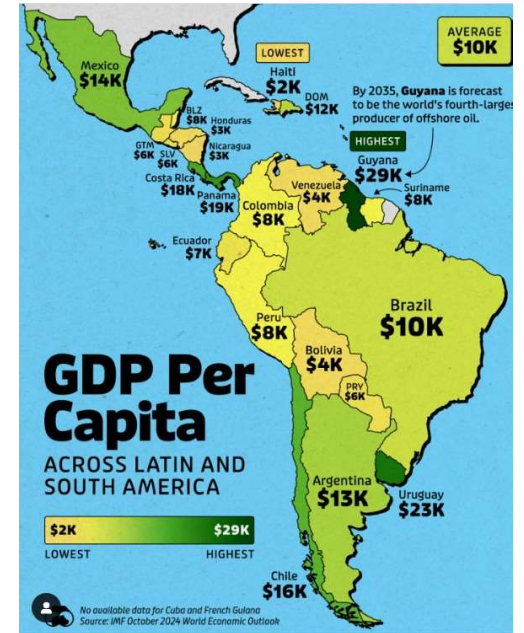 AVERAGE
$10K
Mexico
$14K
LOWEST
Haiti
$2K
DOM
$12K
By 2035, Guyana is forecast
to be the world's fourth-larges
producer of offshore oil.
BLZ
$8K
Honduras
$3K
GTM
$6K
SLV
$6K
Nicaragua
$3K
HIGHEST
Guyana
$29K
Costa Rica
$18K
Panama
$19K
Venezuela
$4K
Suriname
$8K
Colombia
$8K
Ecuador
$7K
Brazil
$10K
Peru
$8K
Bolivia
$4K
PRY
$6K
GDP Per
Capita
ACROSS LATIN AND
SOUTH AMERICA
Argentina
$13K
Uruguay
$23K
$2K
$29K
LOWEST
HIGHEST
Chile
$16K
No available data for Cuba and French Guiana
Source: IMF October 2024 World Economic Outlook